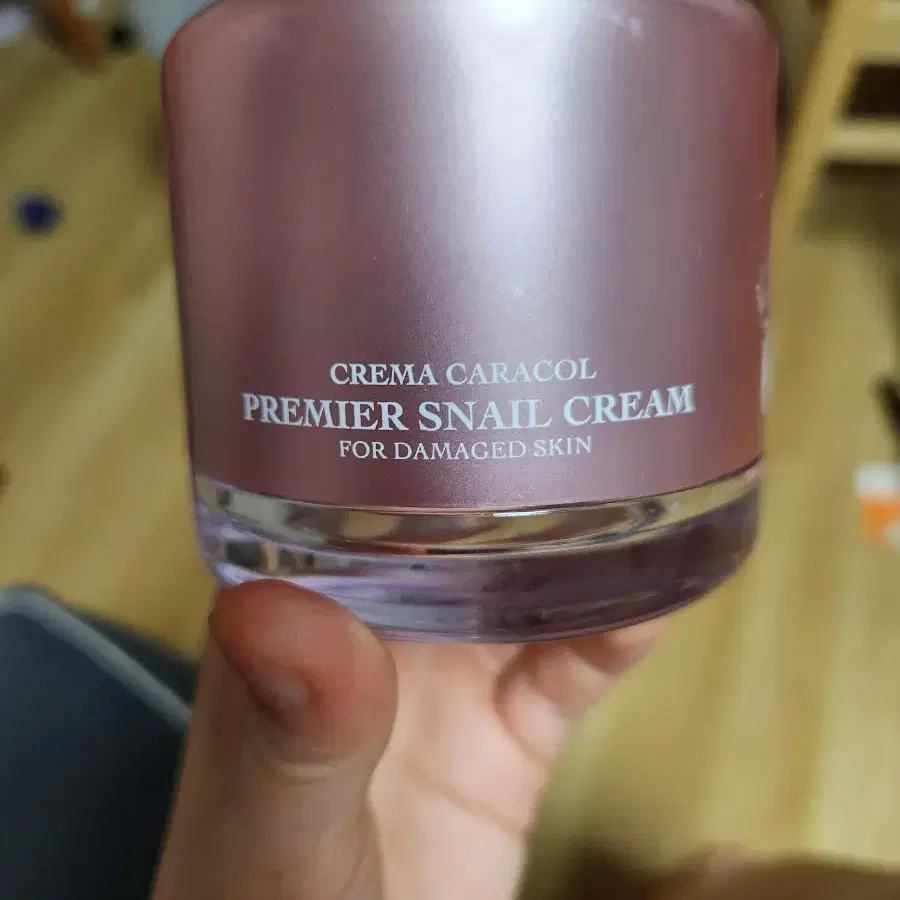 CREMA CARACOL
PREMIER SNAIL CREAM
FOR DAMAGED SKIN